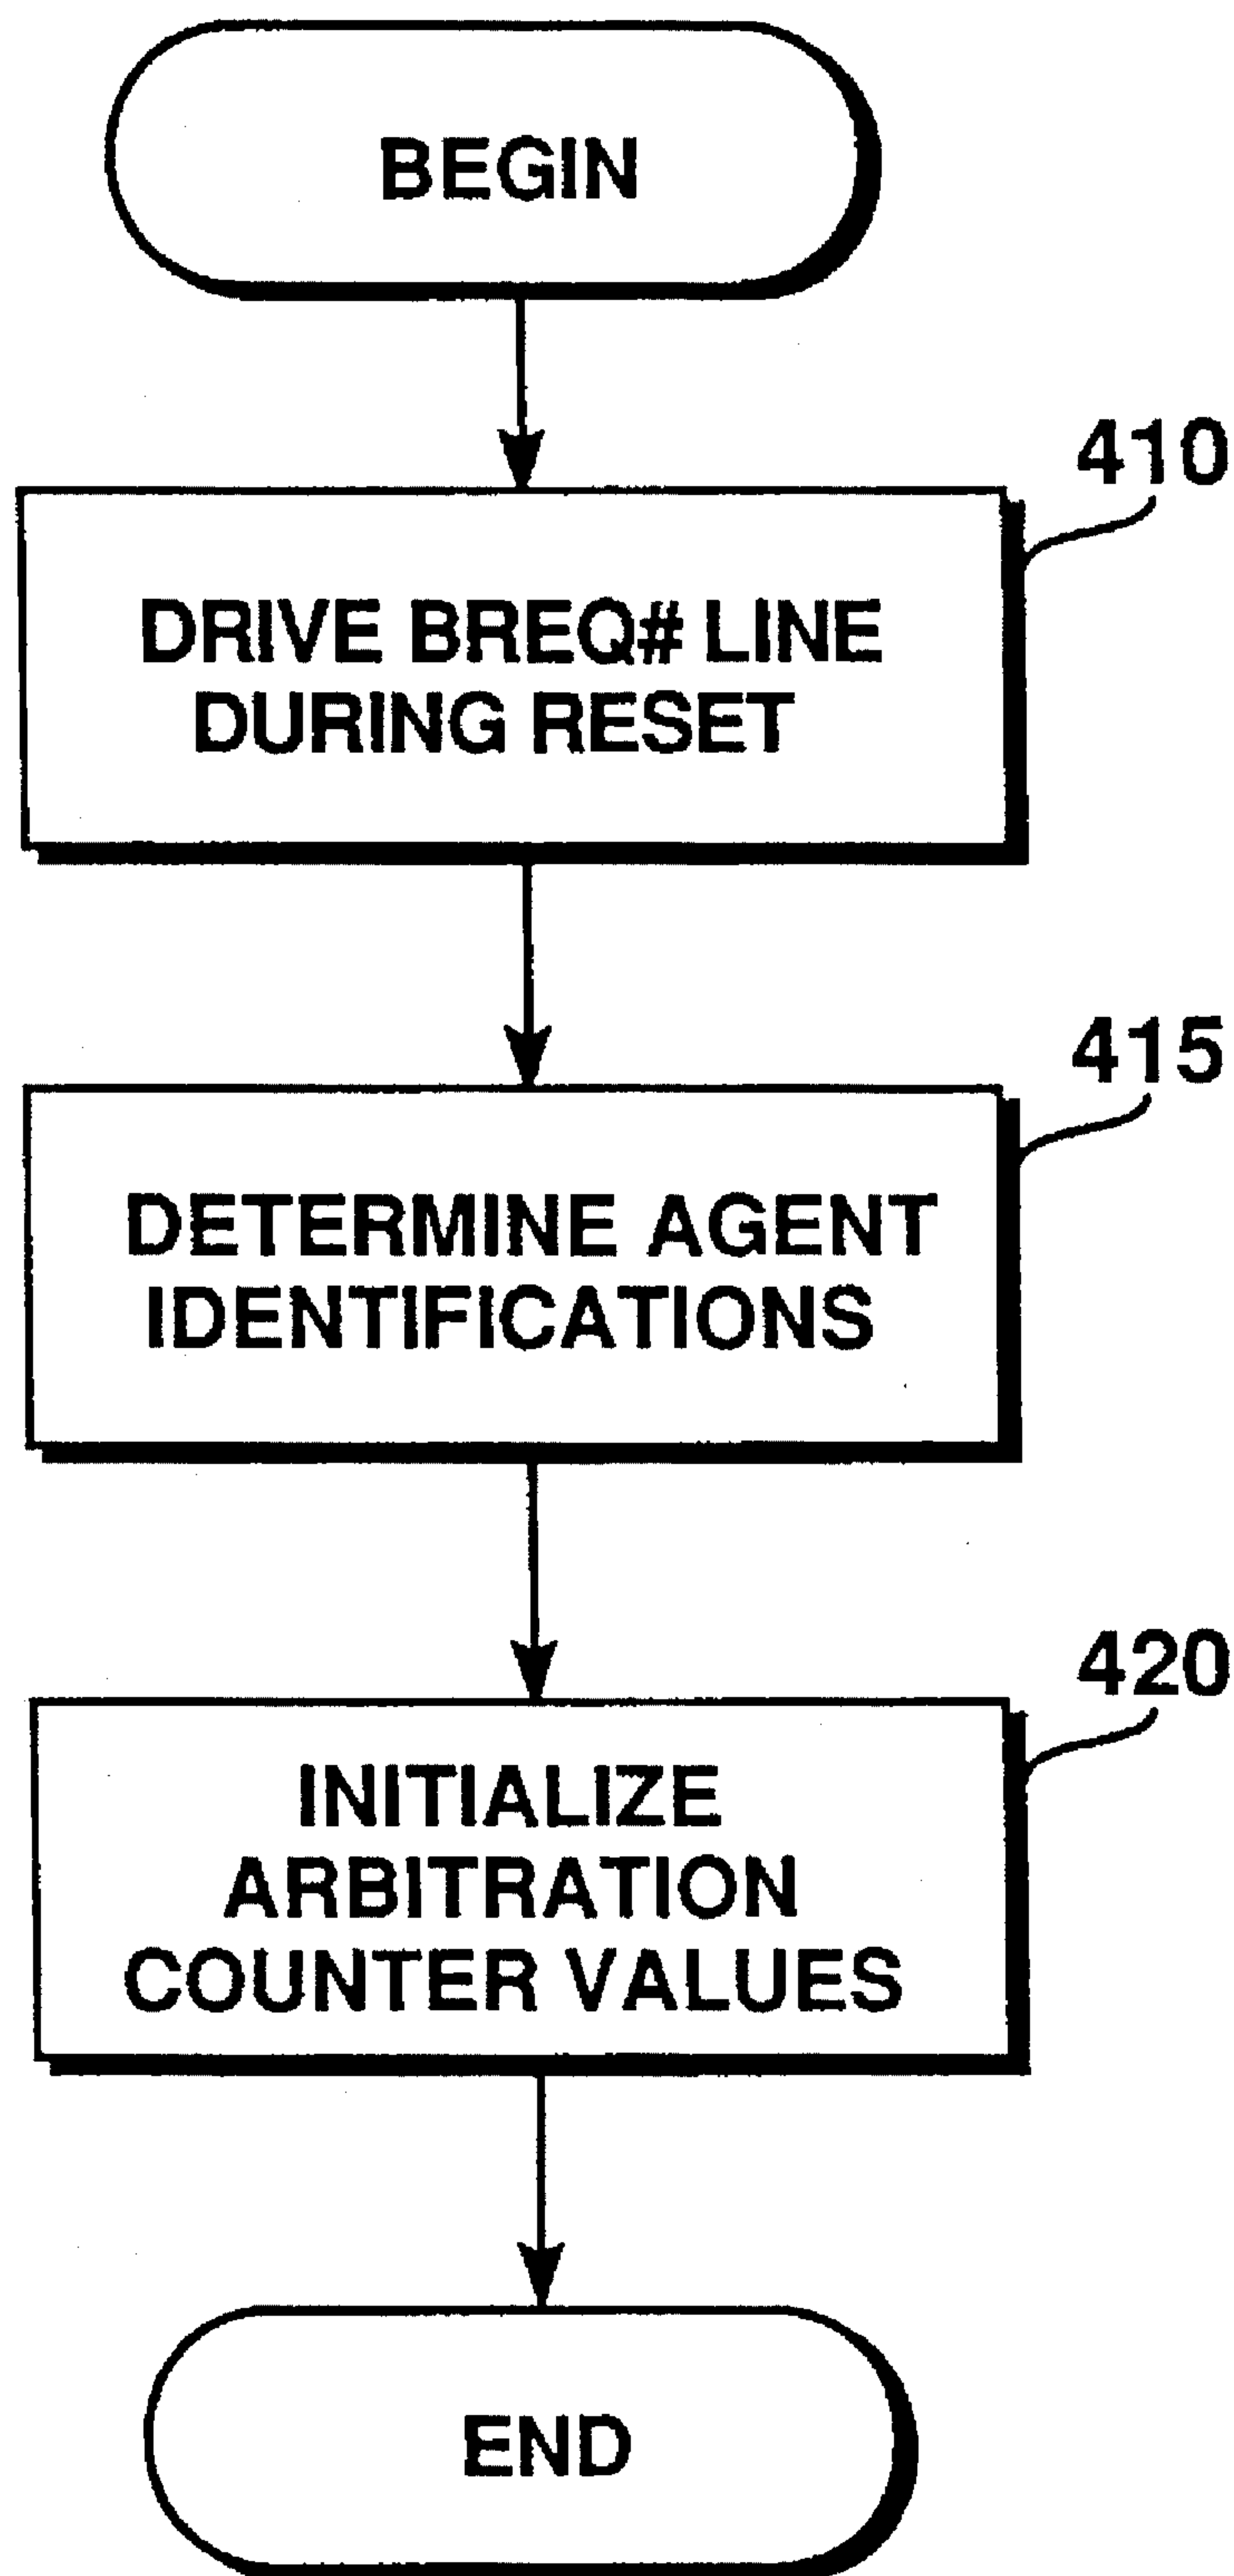 BEGIN
410
DRIVE BREQ# LINE
DURING RESET
415
DETERMINE AGENT
IDENTIFICATIONS
420
INITIALIZE
ARBITRATION
COUNTER VALUES
END